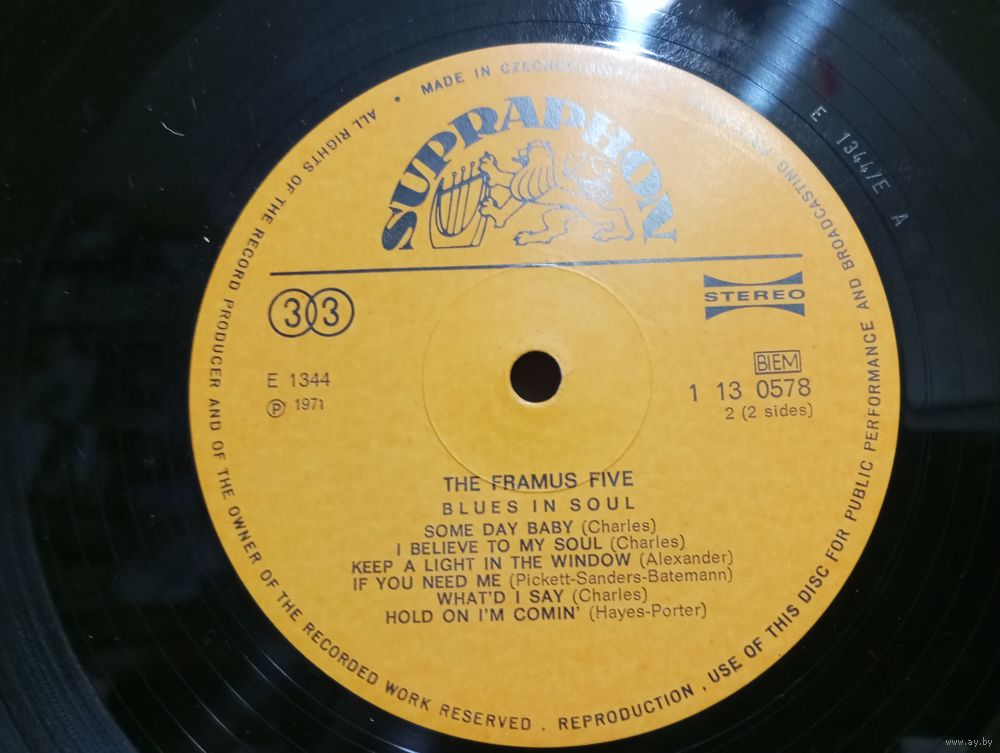 MADE IN CZECHOSLOVAKIA
ALL RIGHTS OF THE RECORD PRODUCER AND OF THE OWNER OF THE RECORDED WORK RESERVED . REPRODUCTION , USE OF THIS DISC FOR PUBLIC PERFORMANCE AND BROADCASTING
SUPRAPHON
E 1344/E A
33
STEREO
E 1344
℗ 1971
BIEM
1 13 0578
2 (2 sides)
THE FRAMUS FIVE
BLUES IN SOUL
SOME DAY BABY (Charles)
I BELIEVE TO MY SOUL (Charles)
KEEP A LIGHT IN THE WINDOW (Alexander)
IF YOU NEED ME (Pickett-Sanders-Batemann)
WHAT'D I SAY (Charles)
HOLD ON I'M COMIN' (Hayes-Porter)
www.ay.by